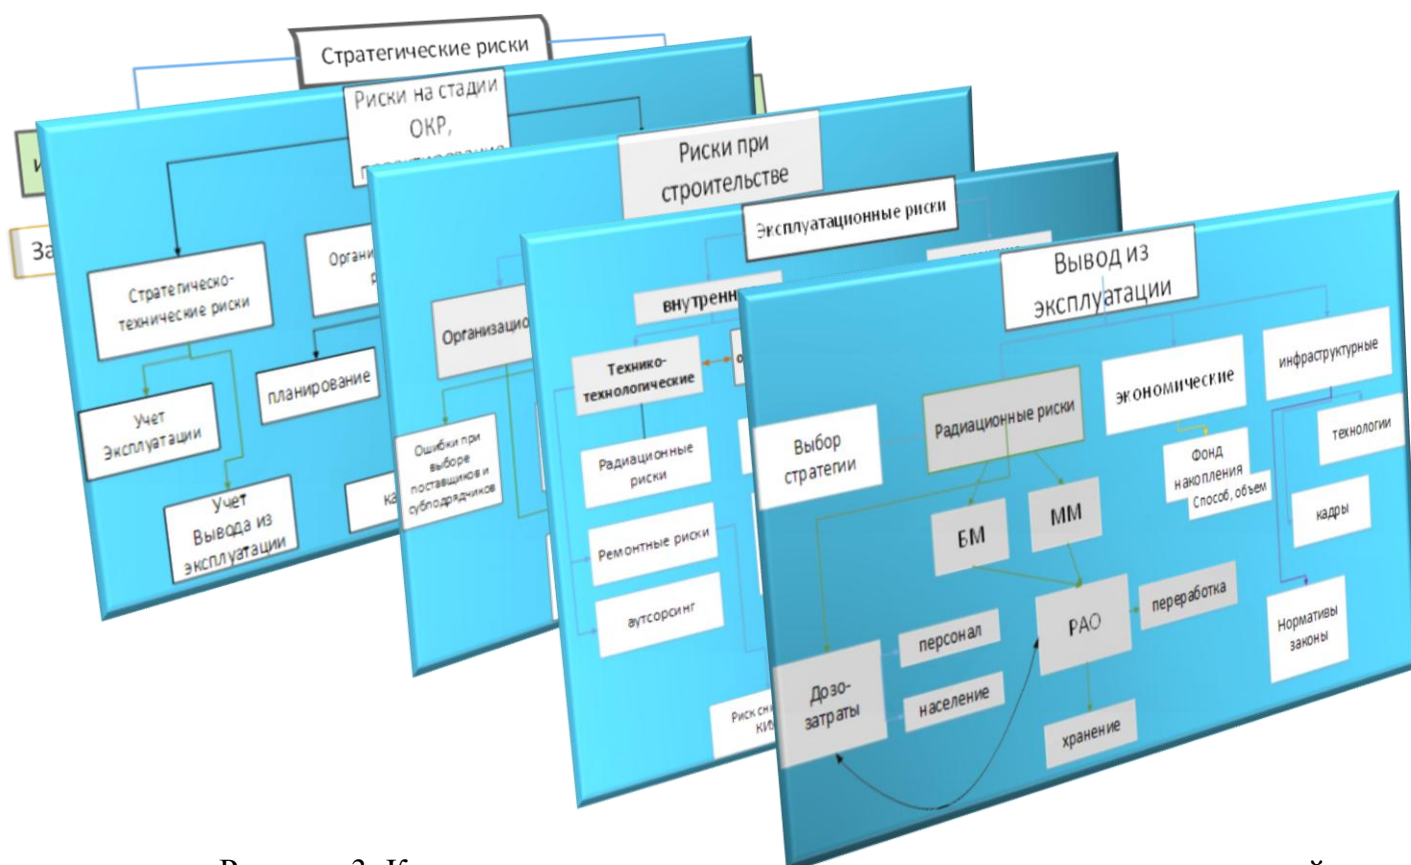 Стратегические риски
Риски на стадии
ОКР,
Стратегическо-
технические риски
планирование
Учет
Эксплуатации
Учет
Вывода из
эксплуатации
Риски при
строительстве
Ошибки при
выборе
поставщиков и
субподрядчиков
Эксплуатационные риски
Технико-
технологические
Радиационные
риски
Ремонтные риски
аутсорсинг
Вывод из
эксплуатации
Выбор
стратегии
Радиационные риски
экономические
инфраструктурные
Фонд
накопления
Способ, объем
технологии
кадры
Нормативы
законы
БМ
ММ
РАО
переработка
хранение
Дозо-
затраты
персонал
население